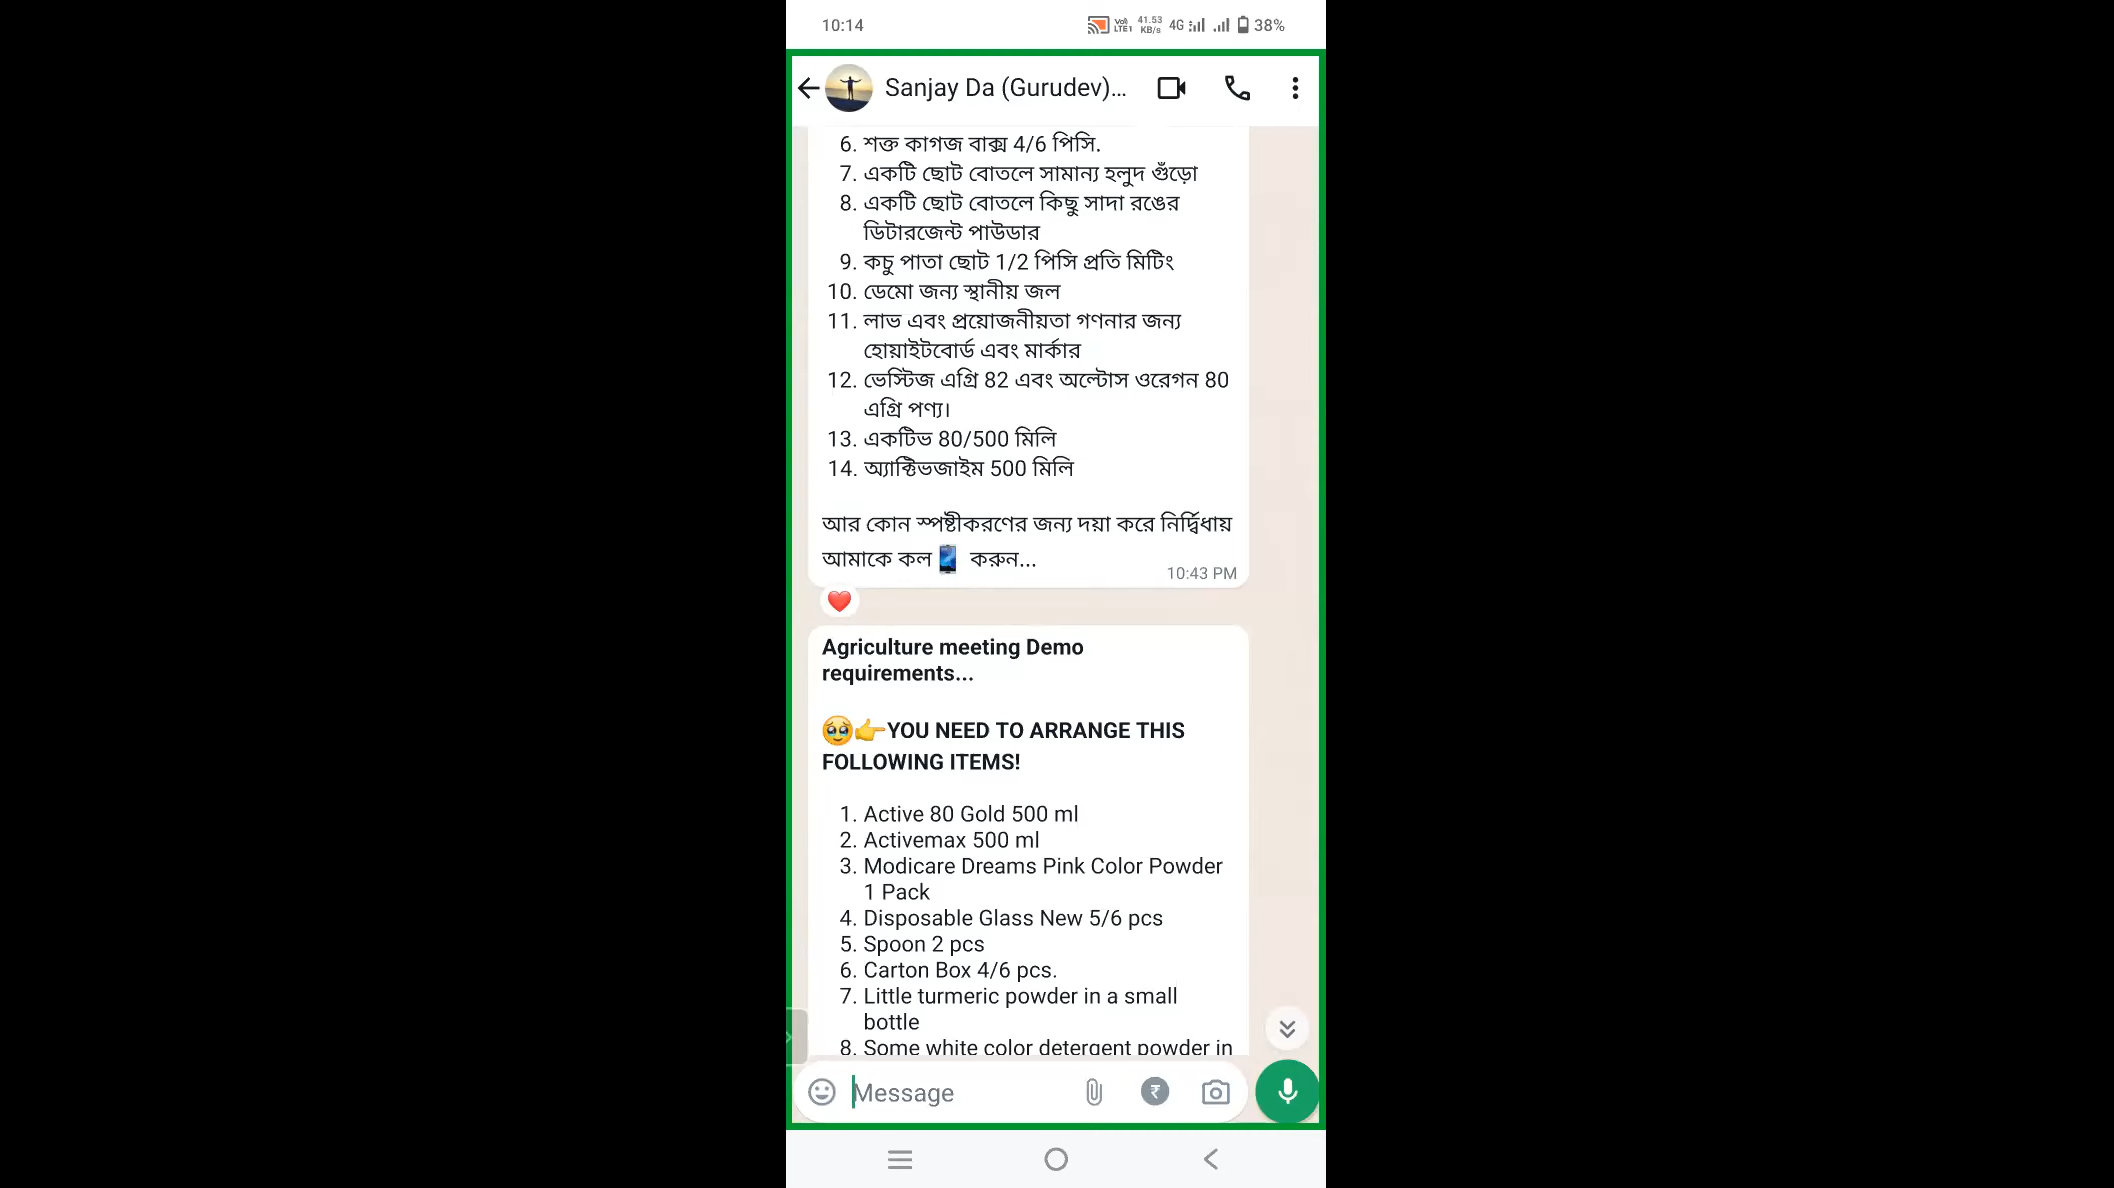 10:14
Vo)
LTE1
41.53
KB/s
4G
38%
Sanjay Da (Gurudev)...
6. শক্ত কাগজ বাক্স 4/6 পিসি.
7. একটি ছোট বোতলে সামান্য হলুদ গুঁড়ো
8. একটি ছোট বোতলে কিছু সাদা রঙের
ডিটারজেন্ট পাউডার
9. কচু পাতা ছোট 1/2 পিসি প্রতি মিটিং
10. ডেমো জন্য স্থানীয় জল
11. লাভ এবং প্রয়োজনীয়তা গণনার জন্য
হোয়াইটবোর্ড এবং মার্কার
12. ভেস্টিজ এগ্রি 82 এবং অল্টোস ওরেগন 80
এগ্রি পণ্য।
13. একটিভ 80/500 মিলি
14. অ্যাক্টিভজাইম 500 মিলি
আর কোন স্পষ্টীকরণের জন্য দয়া করে নির্দ্বিধায়
আমাকে কল📱 করুন...
10:43 PM
Agriculture meeting Demo
requirements...
🥹👉YOU NEED TO ARRANGE THIS
FOLLOWING ITEMS!
1. Active 80 Gold 500 ml
2. Activemax 500 ml
3. Modicare Dreams Pink Color Powder
1 Pack
4. Disposable Glass New 5/6 pcs
5. Spoon 2 pcs
6. Carton Box 4/6 pcs.
7. Little turmeric powder in a small
bottle
8. Some white color detergent powder in
Message